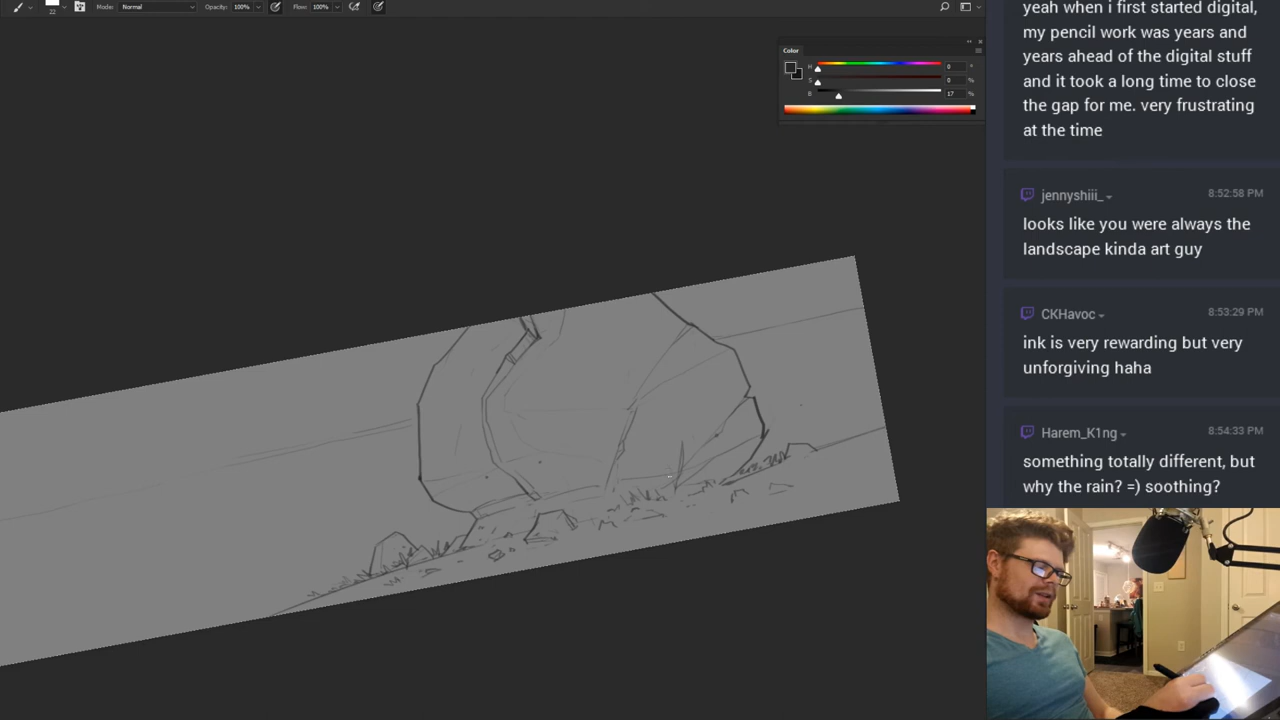 22
Mode: Normal
Opacity: 100%
Flow: 100%
Color
H 0 °
S 0 %
B 17 %
yeah when i first started digital,
my pencil work was years and
years ahead of the digital stuff
and it took a long time to close
the gap for me. very frustrating
at the time
jennyshiii_ 8:52:58 PM
looks like you were always the
landscape kinda art guy
CKHavoc 8:53:29 PM
ink is very rewarding but very
unforgiving haha
Harem_K1ng 8:54:33 PM
something totally different, but
why the rain? =) soothing?